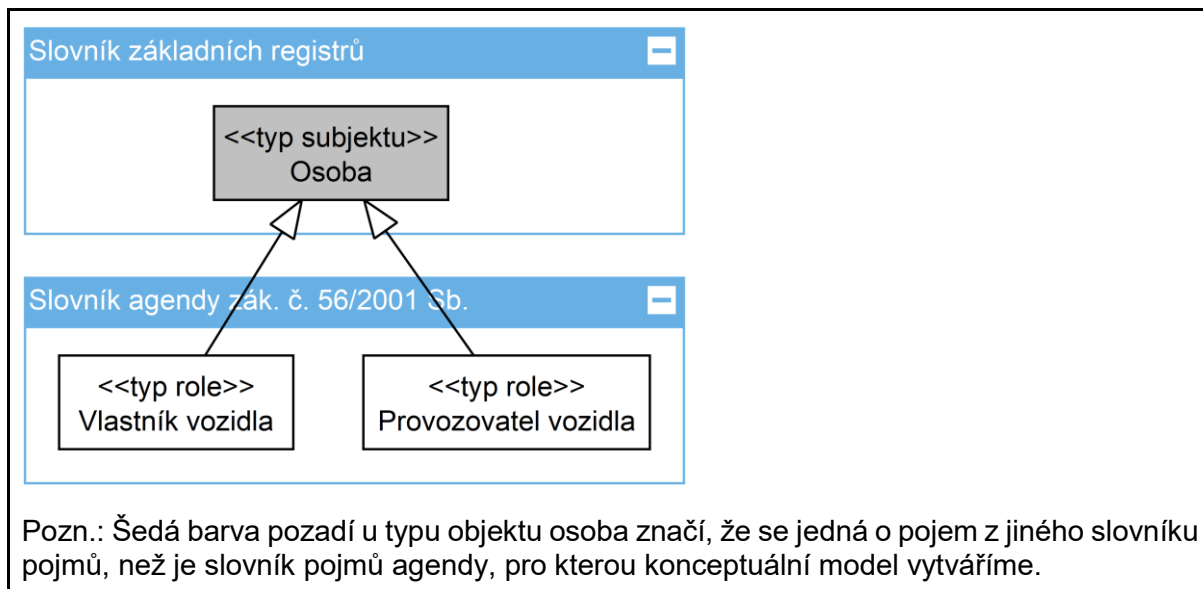 Slovník základních registrů
<<typ subjektu>>
Osoba
Slovník agendy zák. č. 56/2001 Sb.
<<typ role>>
Vlastník vozidla
<<typ role>>
Provozovatel vozidla
Pozn.: Šedá barva pozadí u typu objektu osoba značí, že se jedná o pojem z jiného slovníku
pojmů, než je slovník pojmů agendy, pro kterou konceptuální model vytváříme.